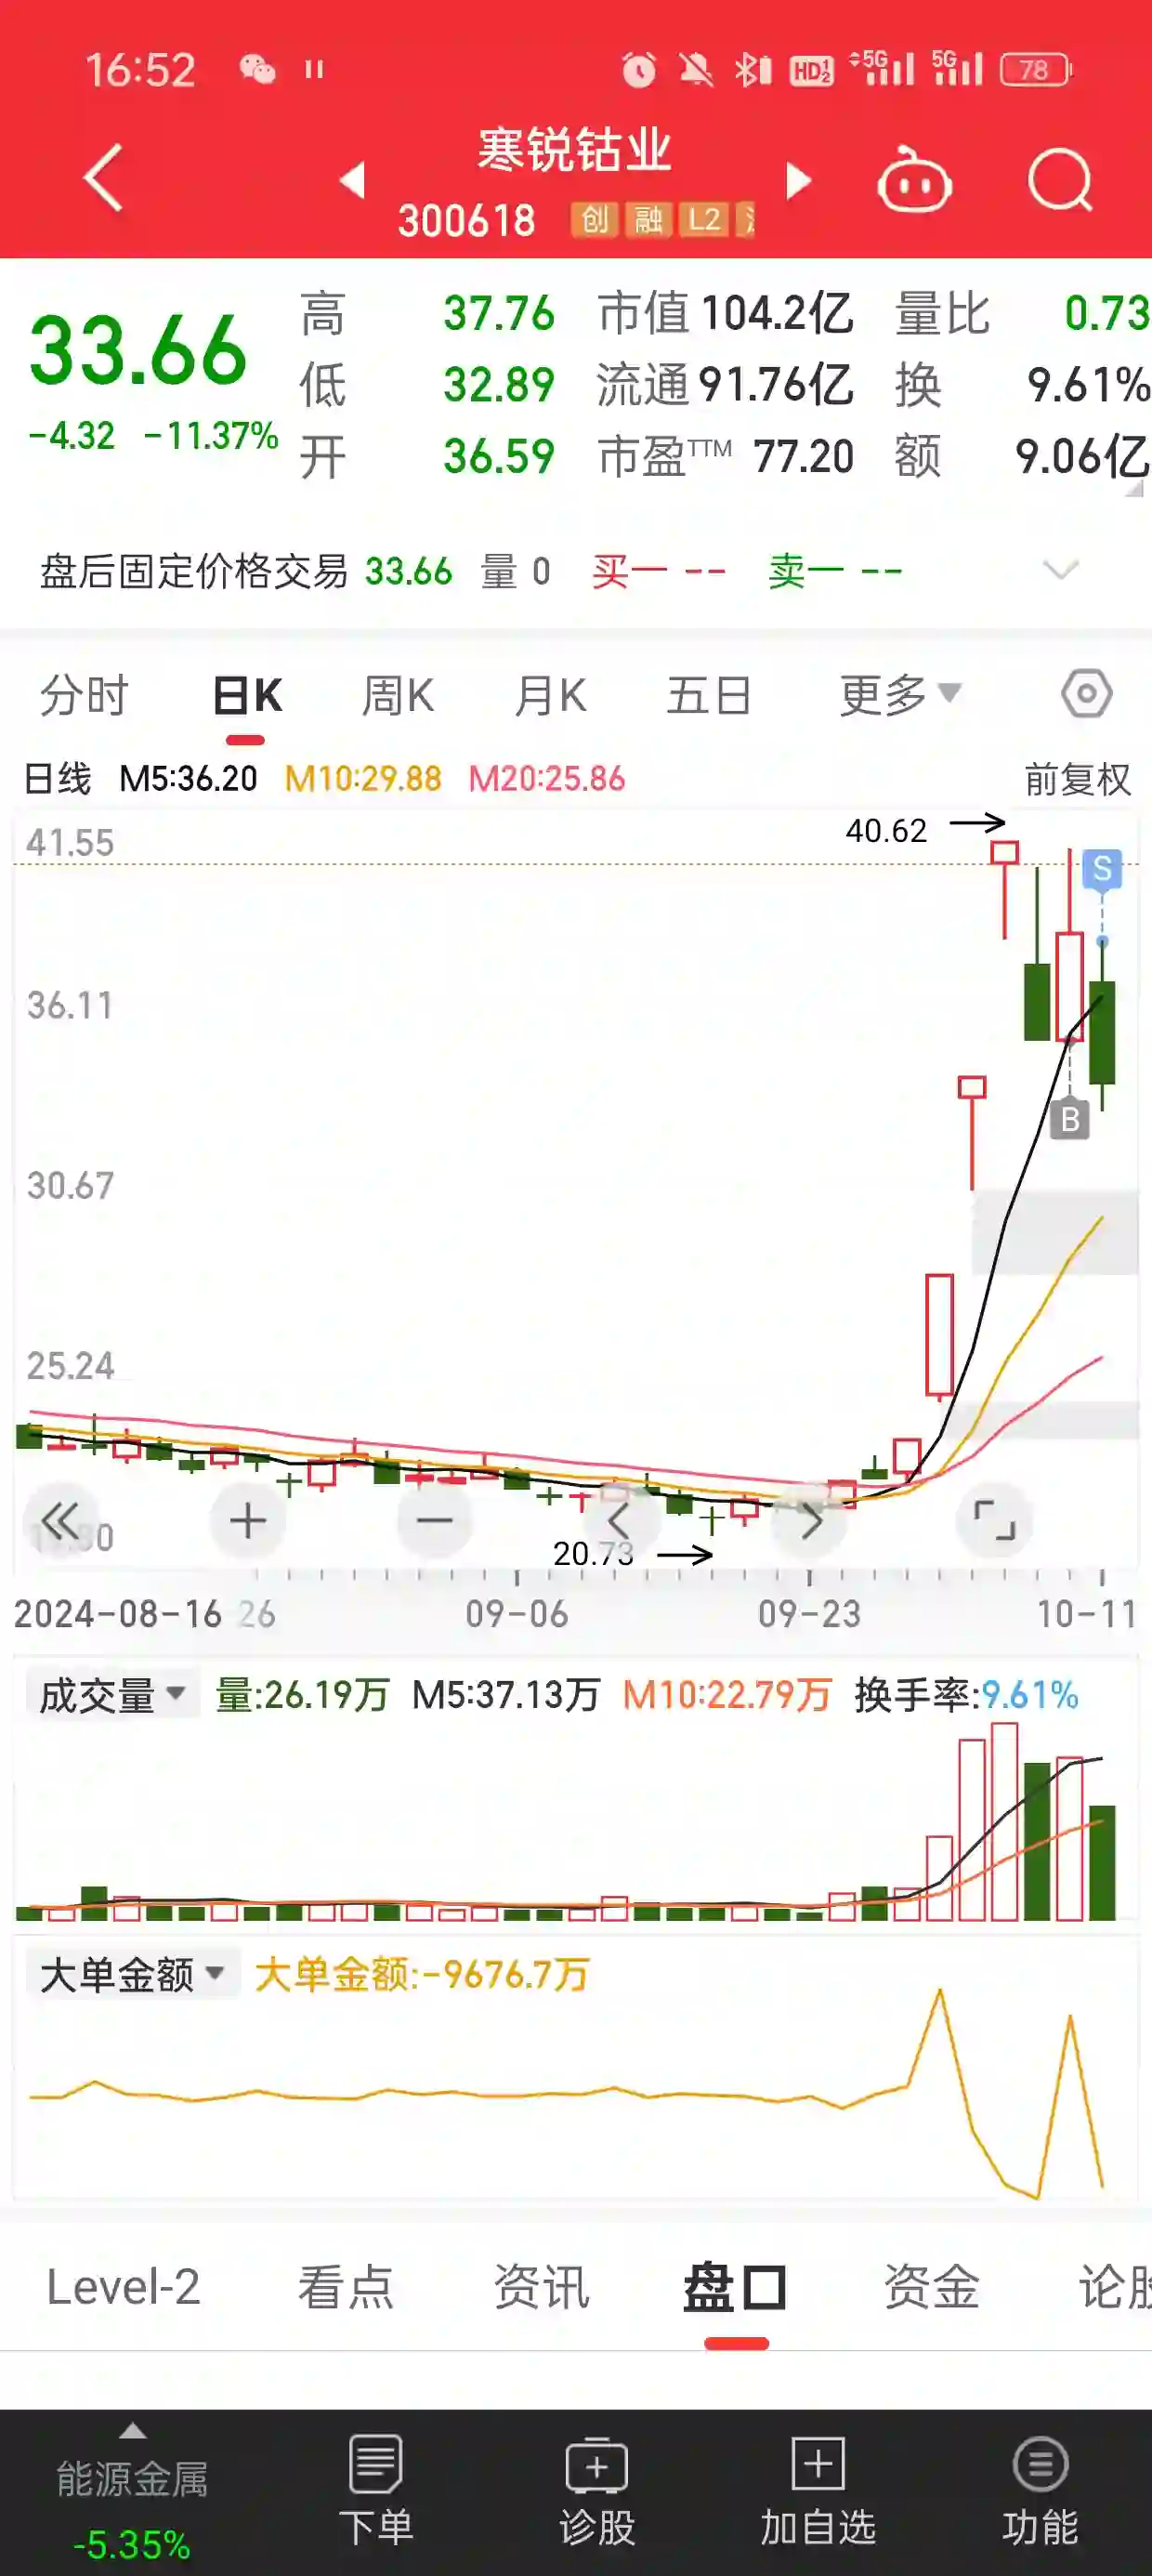 16:52 HD1 2 5G 5G 78
寒锐钴业
300618 创 融 L2
33.66
-4.32 -11.37%
高 37.76 市值 104.2亿 量比 0.73
低 32.89 流通 91.76亿 换 9.61%
开 36.59 市盈TTM 77.20 额 9.06亿
盘后固定价格交易 33.66 量 0 买一 -- 卖一 --
分时 日K 周K 月K 五日 更多
日线 M5:36.20 M10:29.88 M20:25.86 前复权
40.62
41.55
S
36.11
B
30.67
25.24
20.73
2024-08-16 26 09-06 09-23 10-11
成交量 量:26.19万 M5:37.13万 M10:22.79万 换手率:9.61%
大单金额 大单金额:-9676.7万
Level-2 看点 资讯 盘口 资金 论股
能源金属
-5.35%
下单 诊股 加自选 功能